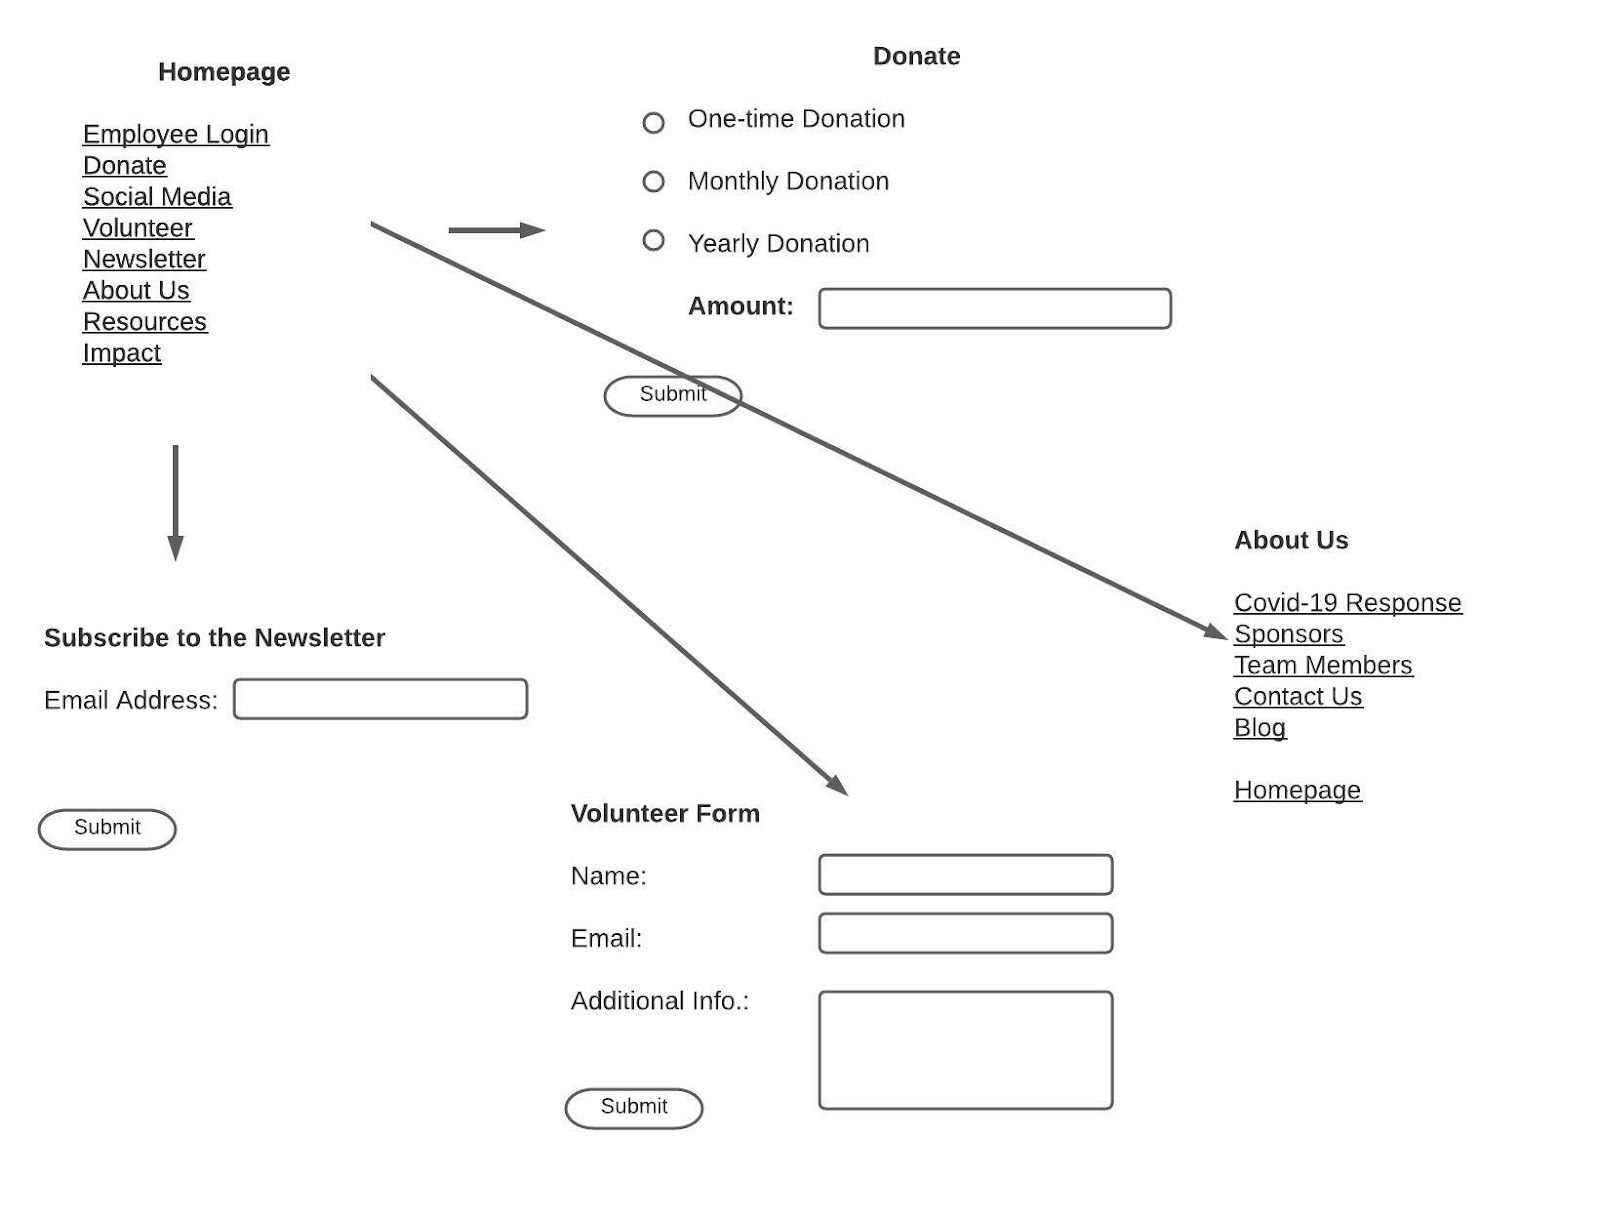 Homepage
Employee Login
Donate
Social Media
Volunteer
Newsletter
About Us
Resources
Impact
Donate
One-time Donation
Monthly Donation
Yearly Donation
Amount:
Submit
Subscribe to the Newsletter
Email Address:
Submit
Volunteer Form
Name:
Email:
Additional Info.:
Submit
About Us
Covid-19 Response
Sponsors
Team Members
Contact Us
Blog
Homepage